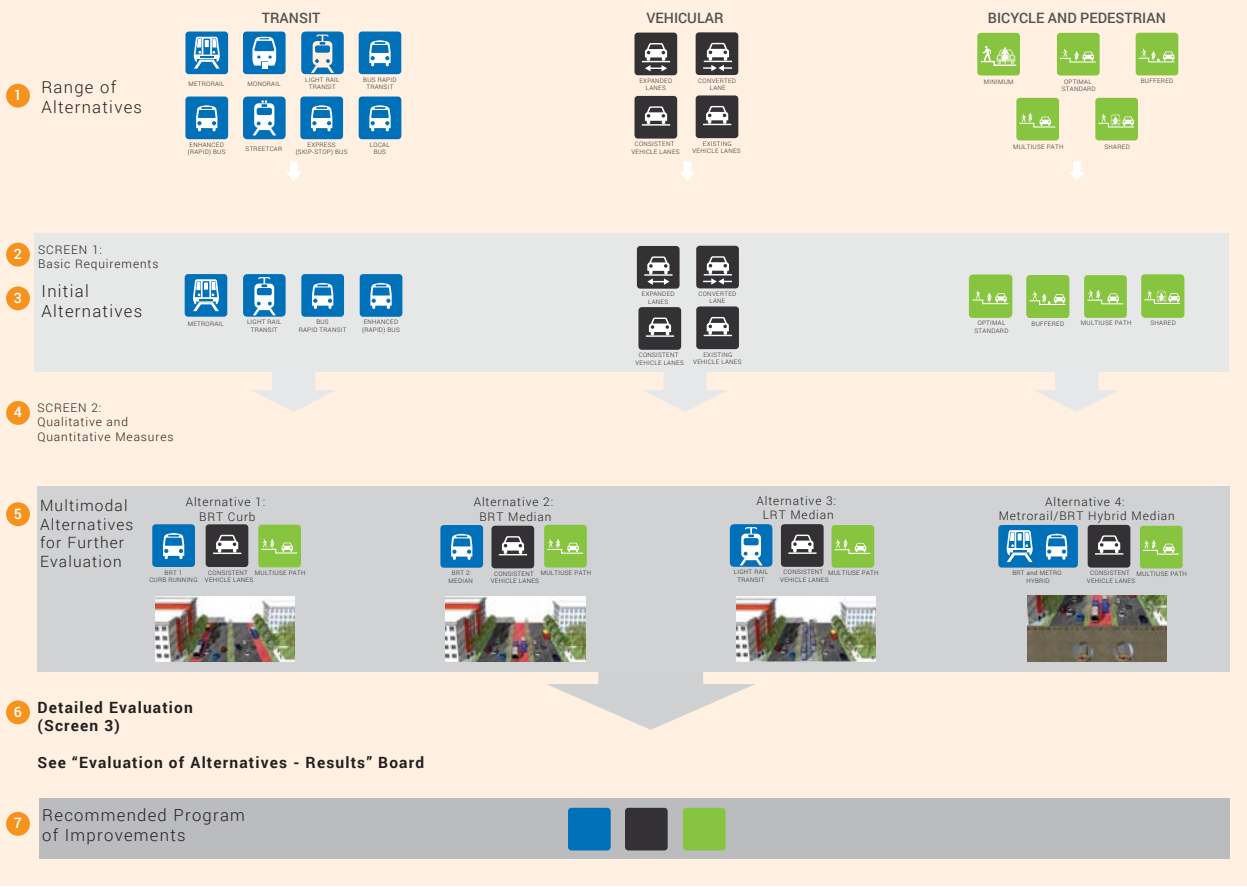 TRANSIT
VEHICULAR
BICYCLE AND PEDESTRIAN
1
Range of
Alternatives
METRORAIL
MONORAIL
LIGHT RAIL
TRANSIT
BUS RAPID
TRANSIT
ENHANCED
(RAPID) BUS
STREETCAR
EXPRESS
(SKIP-STOP) BUS
LOCAL
BUS
EXPANDED
LANES
CONVERTED
LANE
CONSISTENT
VEHICLE LANES
EXISTING
VEHICLE LANES
MINIMUM
OPTIMAL
STANDARD
BUFFERED
MULTIUSE PATH
SHARED
2
SCREEN 1:
Basic Requirements
3
Initial
Alternatives
METRORAIL
LIGHT RAIL
TRANSIT
BUS
RAPID TRANSIT
ENHANCED
(RAPID) BUS
EXPANDED
LANES
CONVERTED
LANE
CONSISTENT
VEHICLE LANES
EXISTING
VEHICLE LANES
OPTIMAL
STANDARD
BUFFERED
MULTIUSE PATH
SHARED
4
SCREEN 2:
Qualitative and
Quantitative Measures
5
Multimodal
Alternatives
for Further
Evaluation
Alternative 1:
BRT Curb
BRT 1
CURB RUNNING
CONSISTENT
VEHICLE LANES
MULTIUSE PATH
Alternative 2:
BRT Median
BRT 2:
MEDIAN
CONSISTENT
VEHICLE LANES
MULTIUSE PATH
Alternative 3:
LRT Median
LIGHT RAIL
TRANSIT
CONSISTENT
VEHICLE LANES
MULTIUSE PATH
Alternative 4:
Metrorail/BRT Hybrid Median
BRT and METRO
HYBRID
CONSISTENT
VEHICLE LANES
MULTIUSE PATH
6
Detailed Evaluation
(Screen 3)
See “Evaluation of Alternatives - Results” Board
7
Recommended Program
of Improvements